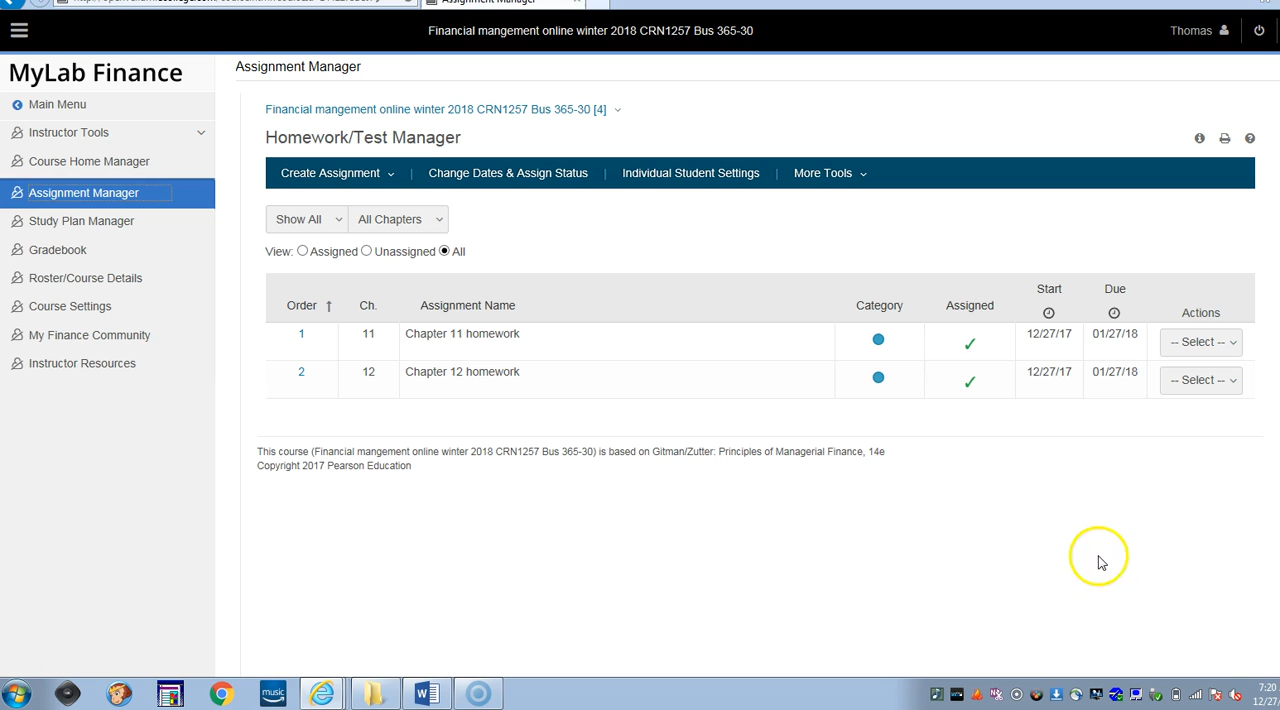 Assignment Manager
Financial mangement online winter 2018 CRN1257 Bus 365-30
Thomas
MyLab Finance
Assignment Manager
Main Menu
Instructor Tools
Course Home Manager
Assignment Manager
Study Plan Manager
Gradebook
Roster/Course Details
Course Settings
My Finance Community
Instructor Resources
Financial mangement online winter 2018 CRN1257 Bus 365-30 [4]
Homework/Test Manager
Create Assignment | Change Dates & Assign Status | Individual Student Settings | More Tools
Show All All Chapters
View: Assigned Unassigned All
Order Ch. Assignment Name Category Assigned Start Due Actions
1 11 Chapter 11 homework 12/27/17 01/27/18 -- Select --
2 12 Chapter 12 homework 12/27/17 01/27/18 -- Select --
This course (Financial mangement online winter 2018 CRN1257 Bus 365-30) is based on Gitman/Zutter: Principles of Managerial Finance, 14e
Copyright 2017 Pearson Education
music
7:20
12/27/